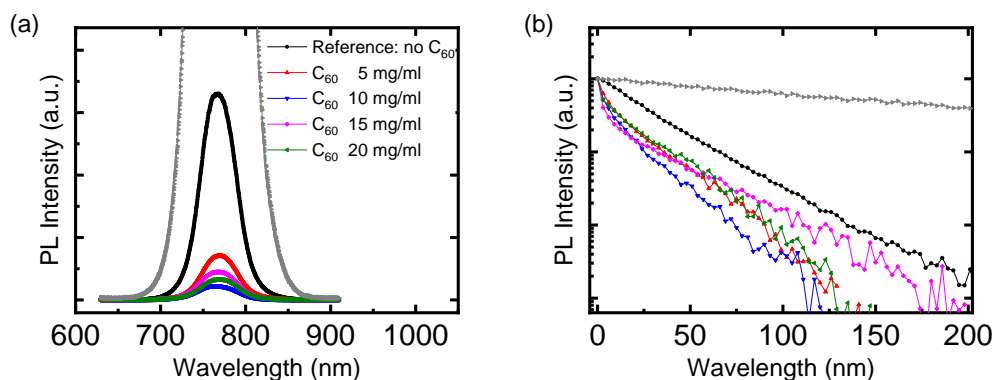 (a)
PL Intensity (a.u.)
Reference: no C60
C60 5 mg/ml
C60 10 mg/ml
C60 15 mg/ml
C60 20 mg/ml
600 700 800 900 1000
Wavelength (nm)
(b)
PL Intensity (a.u.)
0 50 100 150 200
Wavelength (nm)